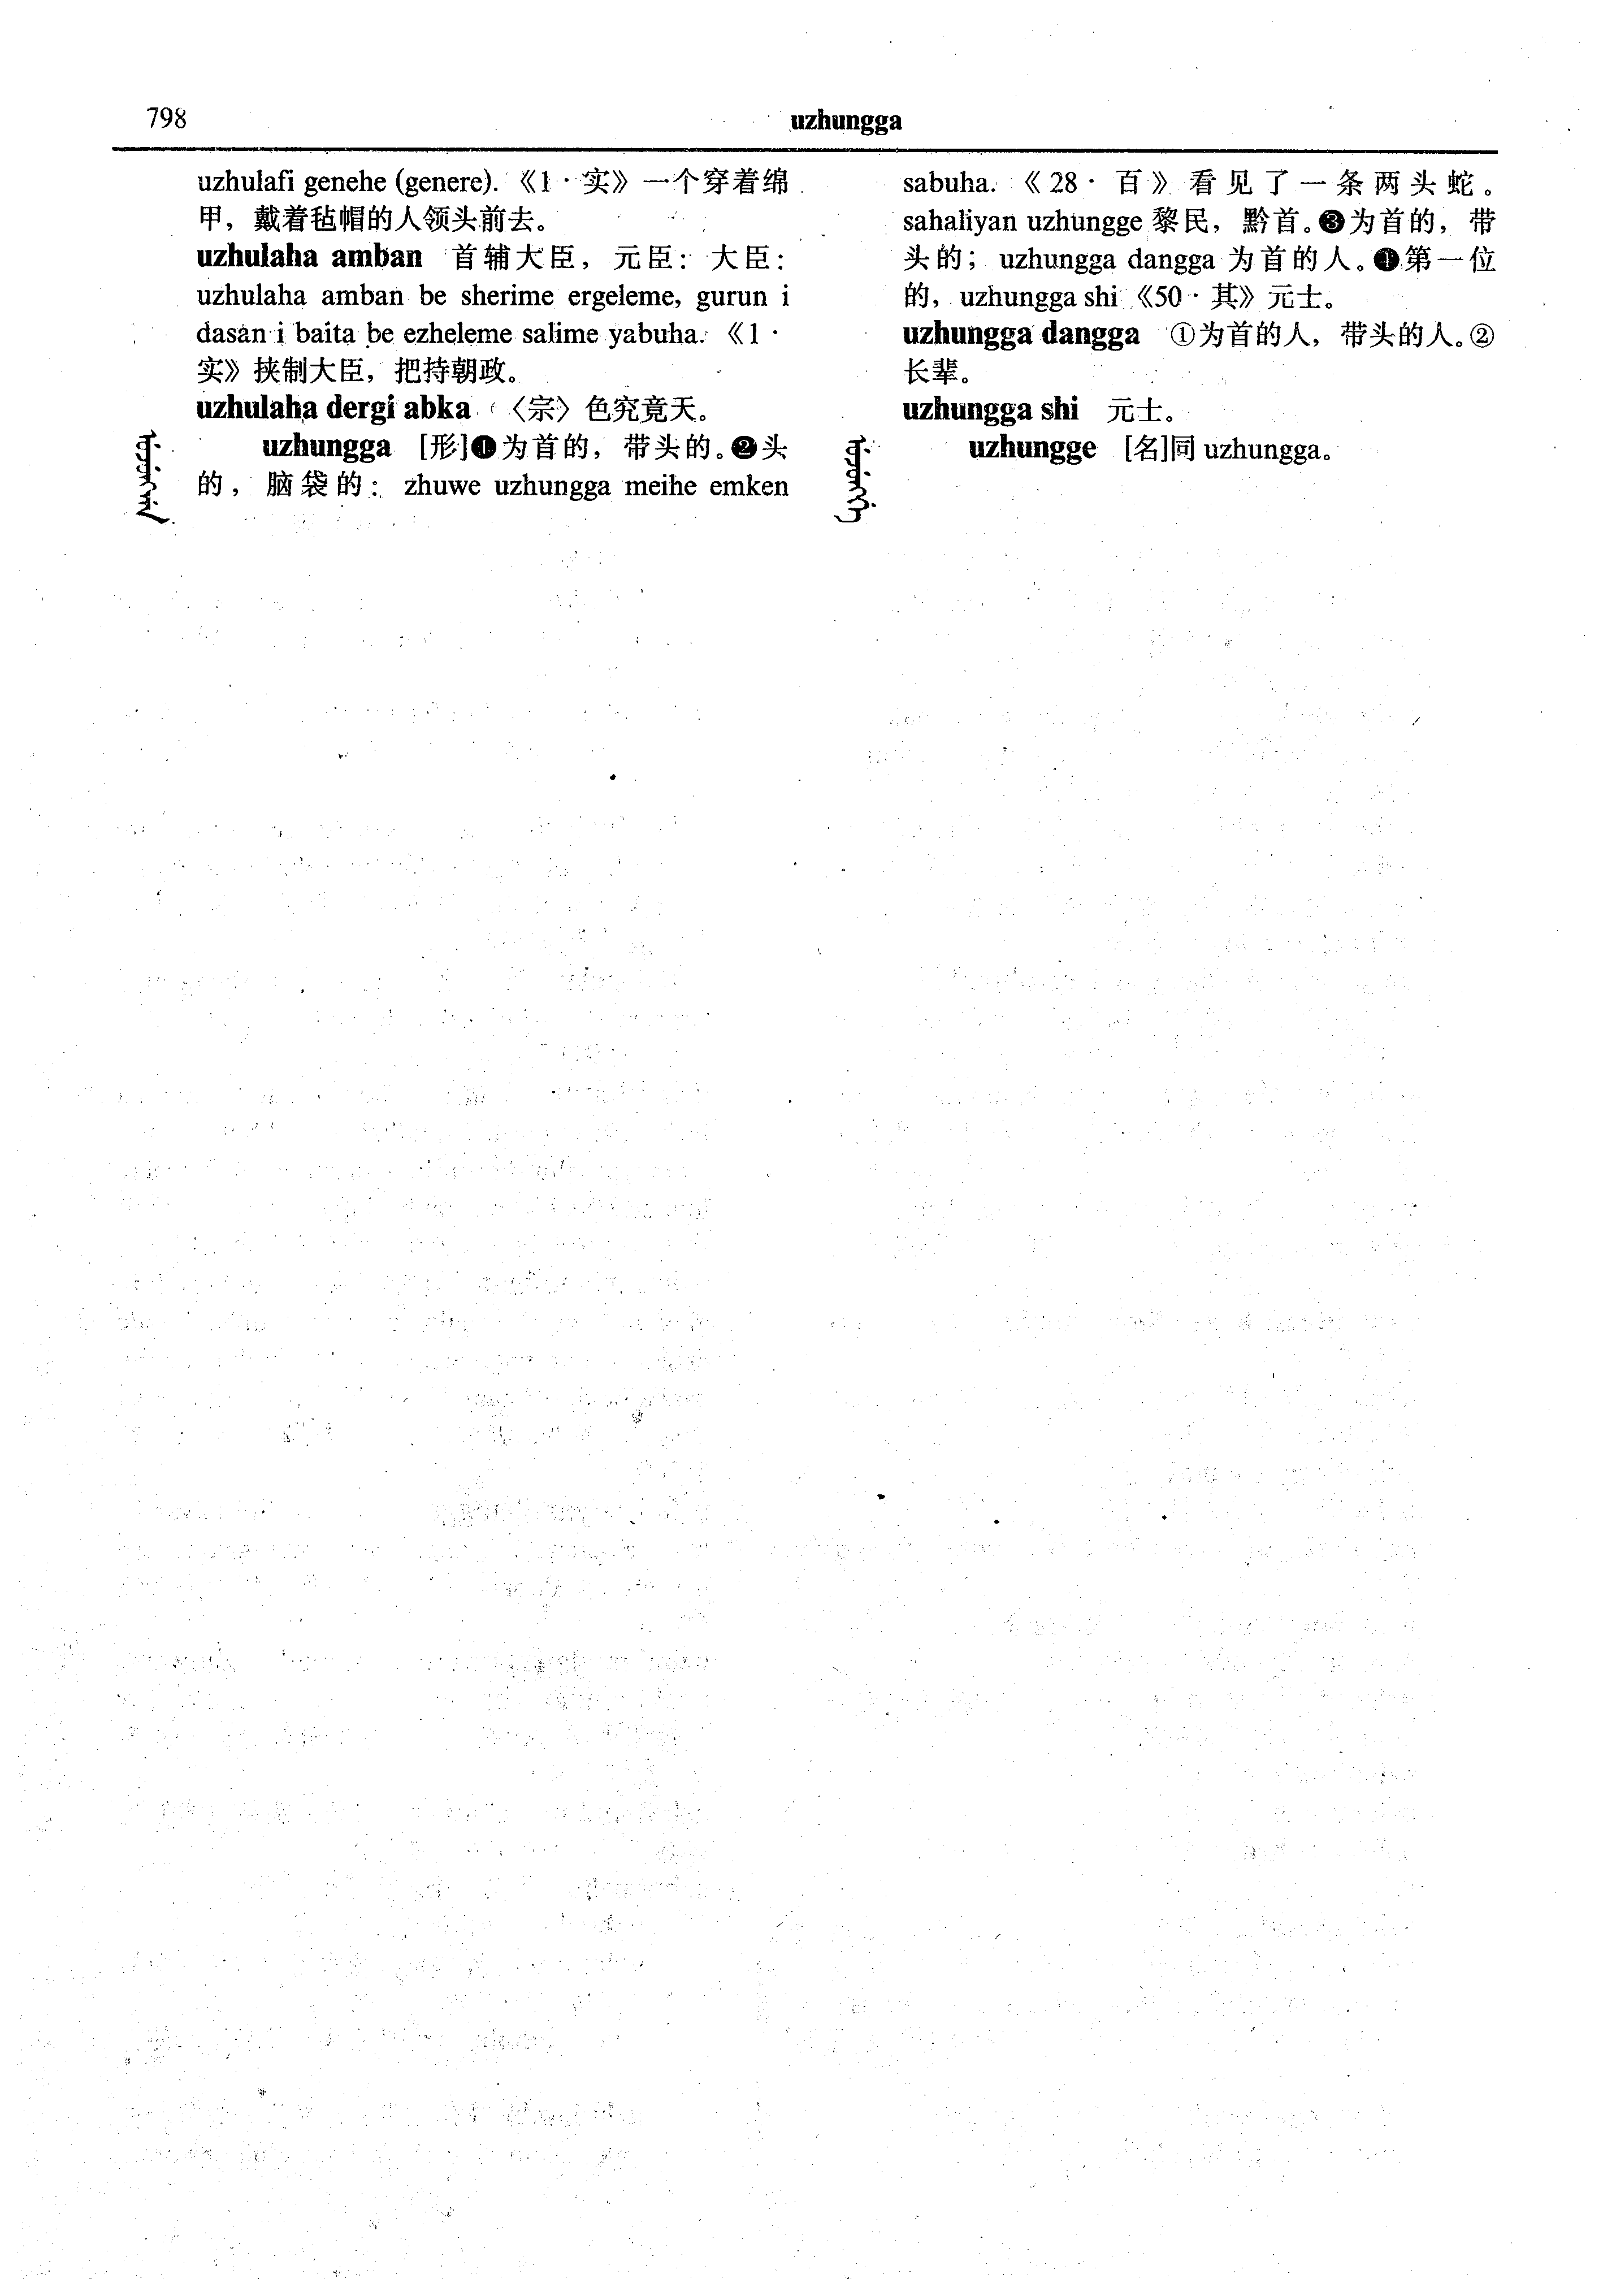 798
uzhungga
uzhulafi genehe (genere). 《1·实》一个穿着绵
甲，戴着毡帽的人领头前去。
uzhulaha amban 首辅大臣，元臣：大臣：
uzhulaha amban be sherime ergeleme, gurun i
dasan i baita be ezheleme salime yabuha. 《1·
实》挟制大臣，把持朝政。
uzhulaha dergi abka 〈宗〉色究竟天。
uzhungga [形]❶为首的，带头的。❷头
的，脑袋的：zhuwe uzhungga meihe emken
sabuha. 《28·百》看见了一条两头蛇。
sahaliyan uzhungge 黎民，黔首。❸为首的，带
头的；uzhungga dangga 为首的人。❹第一位
的，uzhungga shi 《50·其》元士。
uzhungga dangga ①为首的人，带头的人。②
长辈。
uzhungga shi 元士。
uzhungge [名]同 uzhungga。